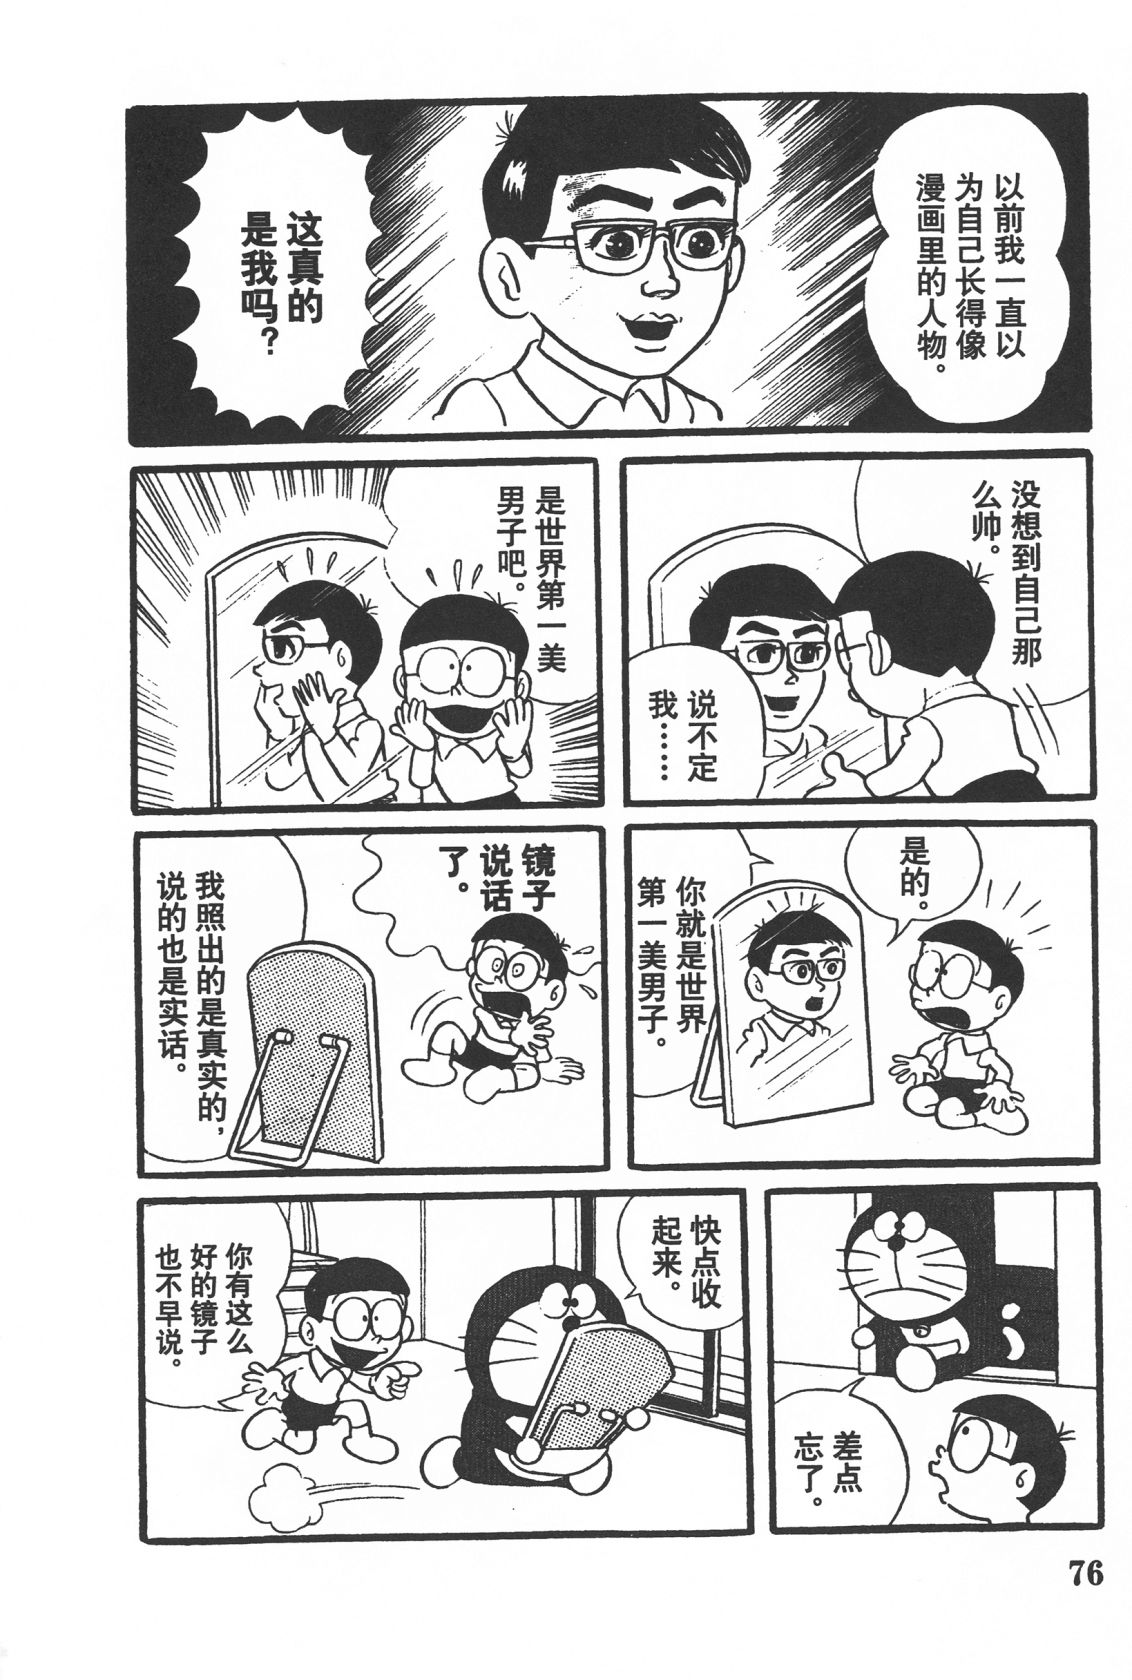 以前我一直以
为自己长得像
漫画里的人物。
这真的
是我吗？
没想到自己那
么帅。
说不定
我……
是世界第一美
男子吧。
是的。
你就是世界
第一美男子。
镜子
说话
了。
我照出的是真实的，
说的也是实话。
差点
忘了。
快点收
起来。
你有这么
好的镜子
也不早说。
76